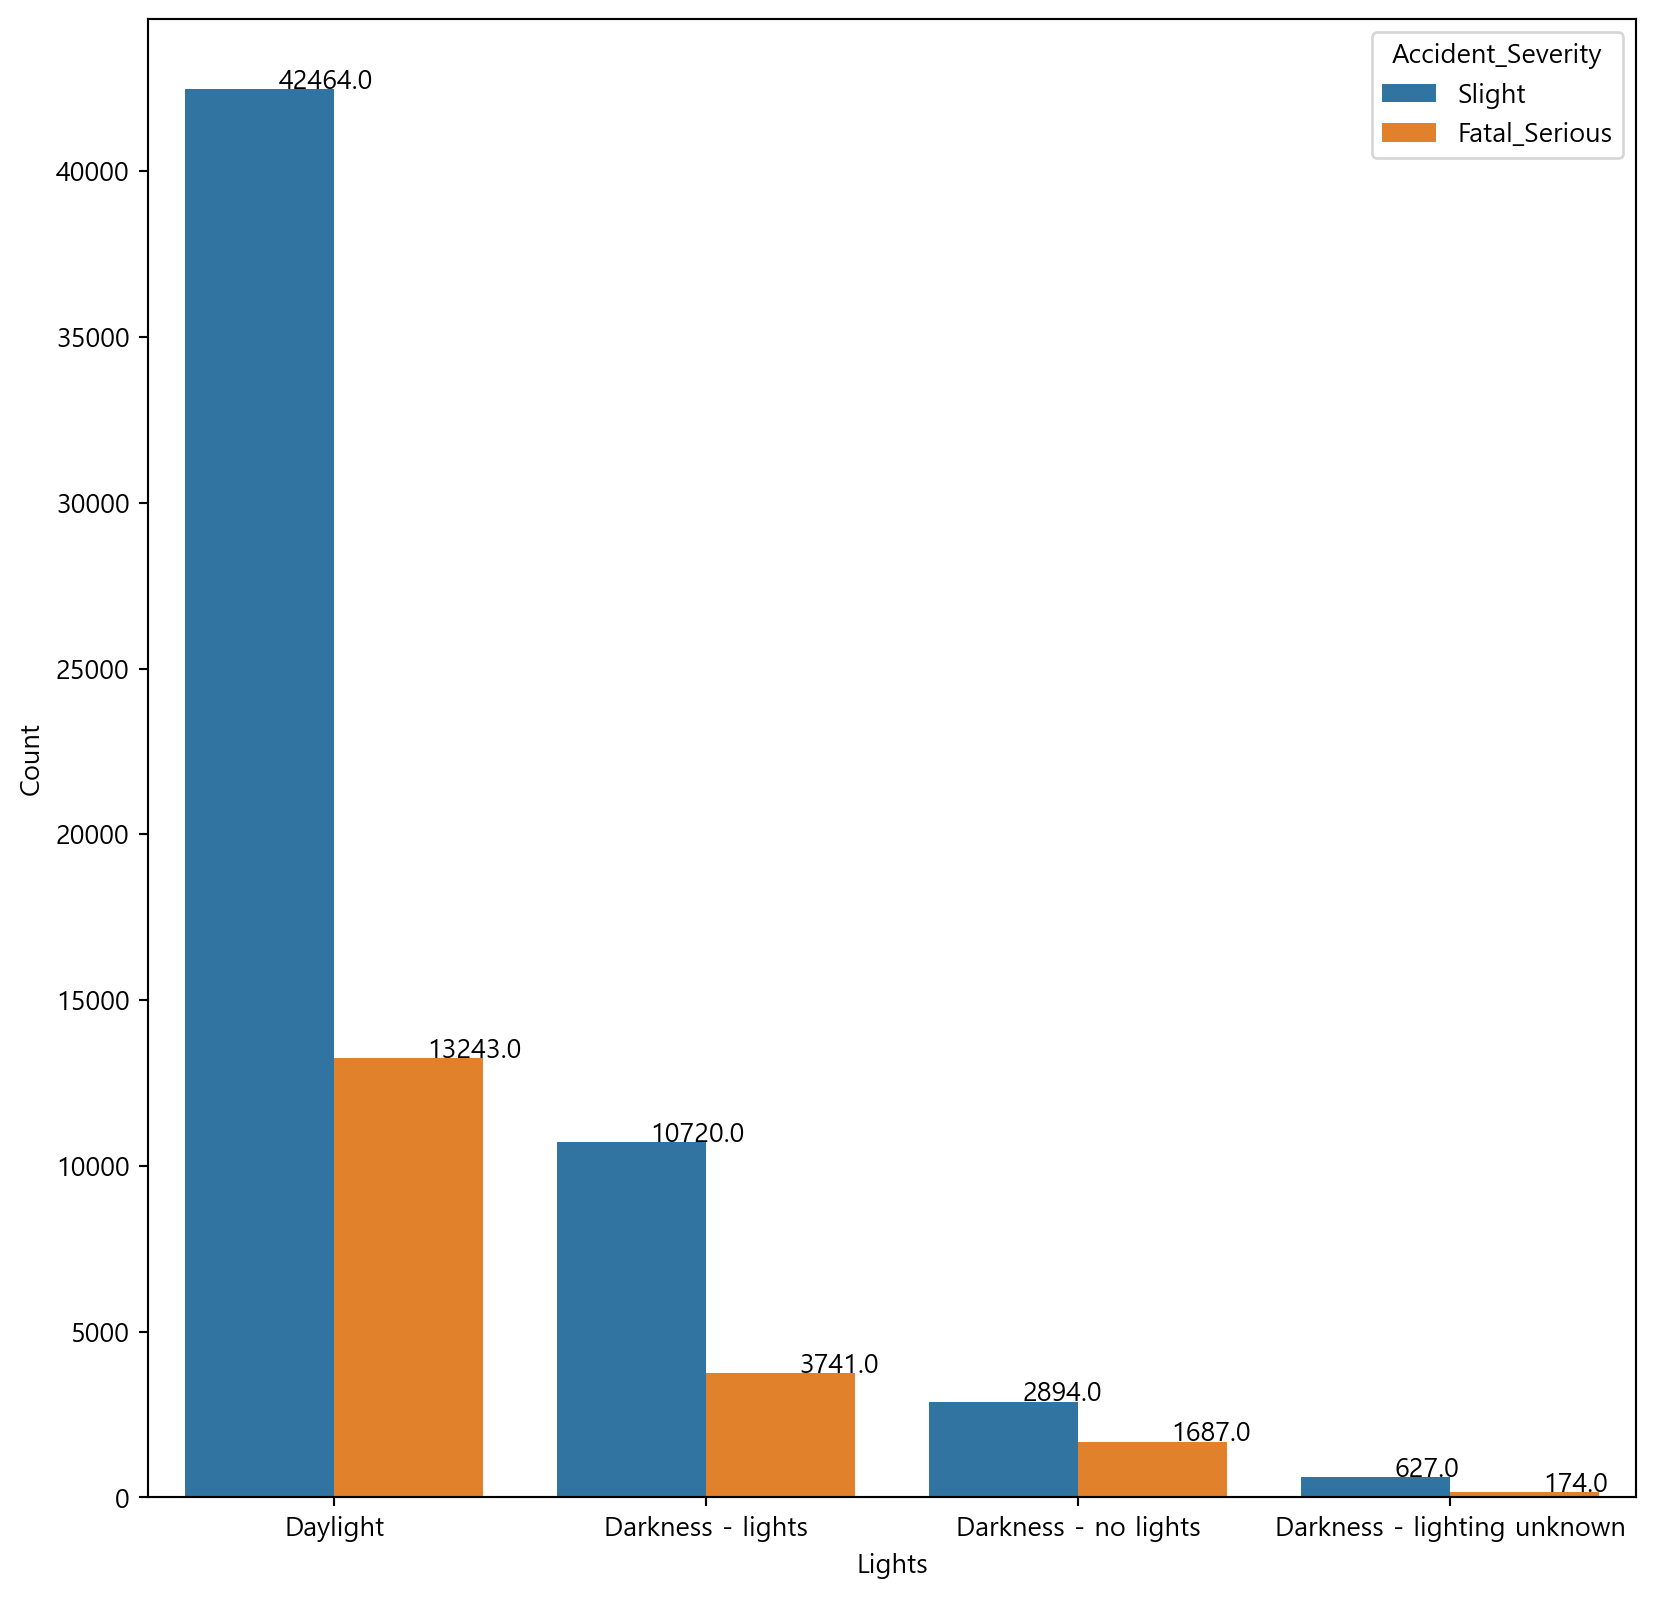 Accident_Severity
Slight
Fatal_Serious
42464.0
13243.0
10720.0
3741.0
2894.0
1687.0
627.0
174.0
40000
35000
30000
25000
20000
15000
10000
5000
0
Count
Daylight
Darkness - lights
Darkness - no lights
Darkness - lighting unknown
Lights